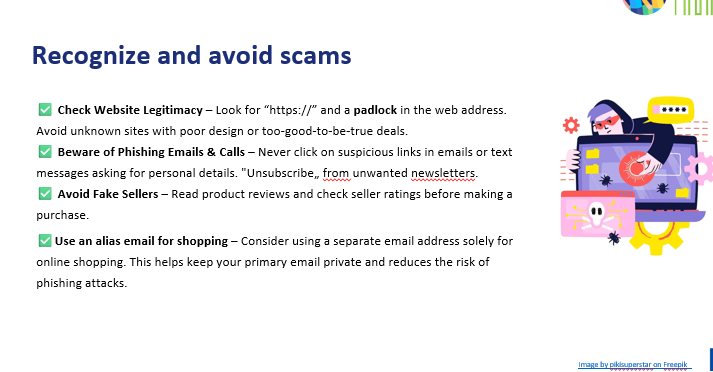 Recognize and avoid scams
✅ Check Website Legitimacy – Look for “https://” and a padlock in the web address.
Avoid unknown sites with poor design or too-good-to-be-true deals.
✅ Beware of Phishing Emails & Calls – Never click on suspicious links in emails or text
messages asking for personal details. "Unsubscribe„ from unwanted newsletters.
✅ Avoid Fake Sellers – Read product reviews and check seller ratings before making a
purchase.
✅ Use an alias email for shopping – Consider using a separate email address solely for
online shopping. This helps keep your primary email private and reduces the risk of
phishing attacks.
Image by pikisuperstar on Freepik